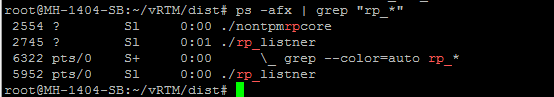 root@MH-1404-SB:~/vRTM/dist# ps -afx | grep "rp_*"
2554 ?        Sl     0:00 ./nontpmrpcore
2745 ?        Sl     0:01 ./rp_listner
6322 pts/0    S+     0:00          \_ grep --color=auto rp_*
5952 pts/0    Sl     0:00 ./rp_listner
root@MH-1404-SB:~/vRTM/dist#